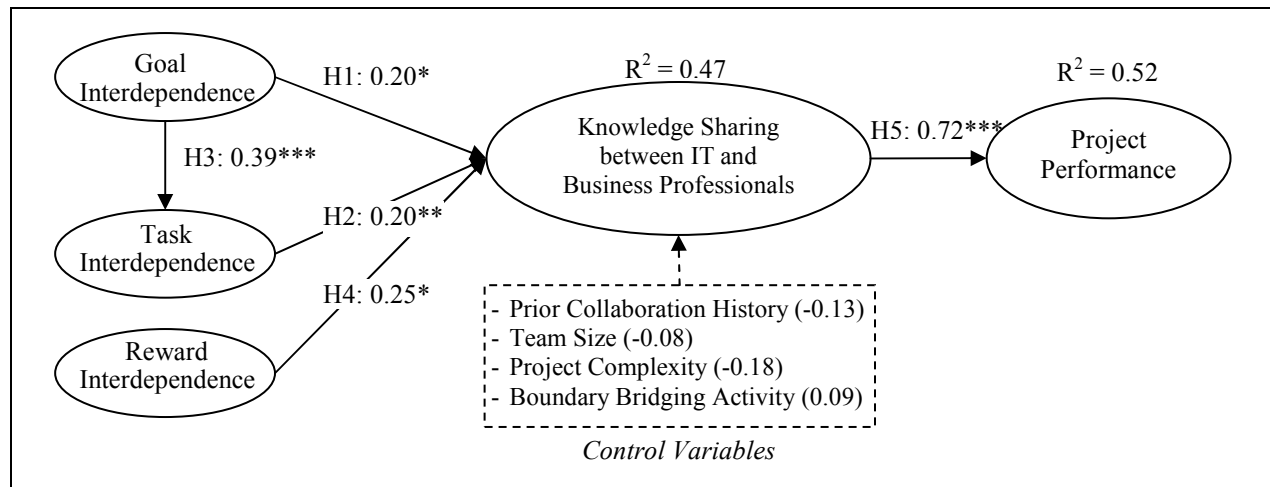 Goal
Interdependence
H1: 0.20*
R² = 0.47
R² = 0.52
H3: 0.39***
Knowledge Sharing
between IT and
Business Professionals
H5: 0.72***
Project
Performance
Task
Interdependence
H2: 0.20**
H4: 0.25*
Reward
Interdependence
- Prior Collaboration History (-0.13)
- Team Size (-0.08)
- Project Complexity (-0.18)
- Boundary Bridging Activity (0.09)
Control Variables